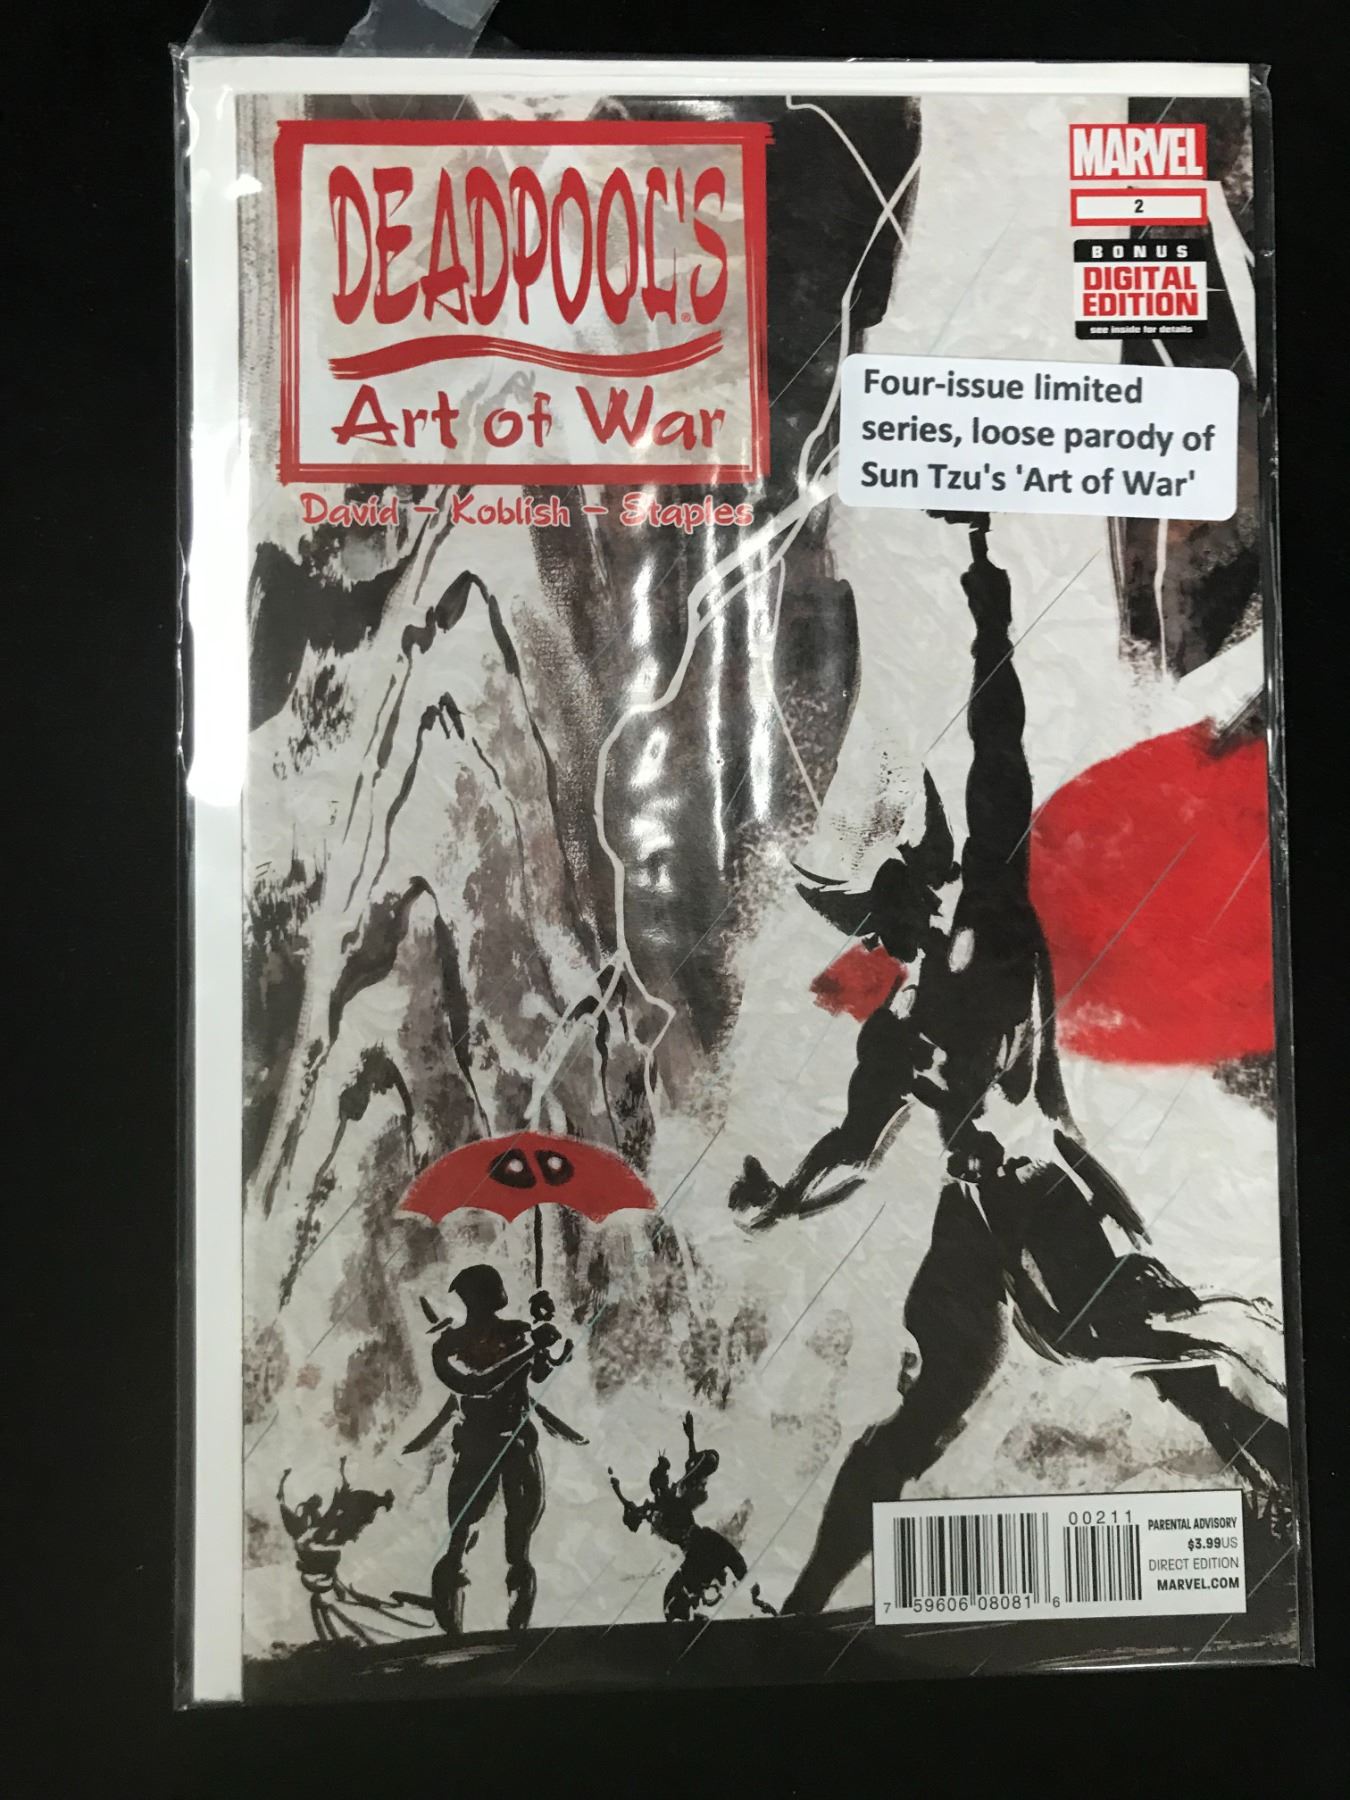 DEADPOOL'S®
Art of War
David – Koblish – Staples
MARVEL
2
BONUS
DIGITAL
EDITION
see inside for details
Four-issue limited
series, loose parody of
Sun Tzu's 'Art of War'
00211
7 59606 08081 6
PARENTAL ADVISORY
$3.99US
DIRECT EDITION
MARVEL.COM